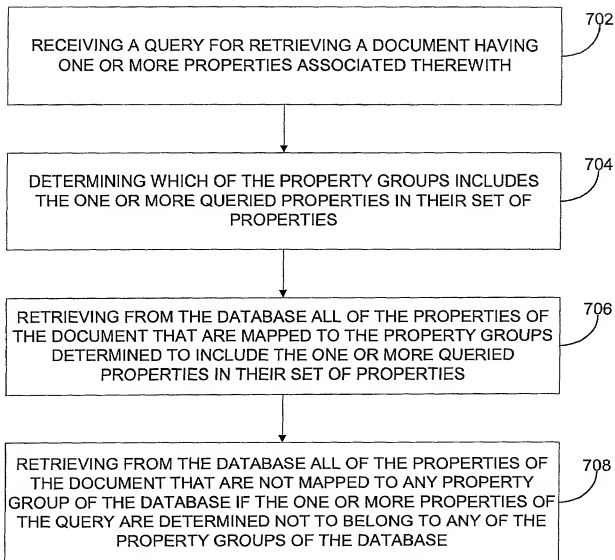 702
RECEIVING A QUERY FOR RETRIEVING A DOCUMENT HAVING
ONE OR MORE PROPERTIES ASSOCIATED THEREWITH
704
DETERMINING WHICH OF THE PROPERTY GROUPS INCLUDES
THE ONE OR MORE QUERIED PROPERTIES IN THEIR SET OF
PROPERTIES
706
RETRIEVING FROM THE DATABASE ALL OF THE PROPERTIES OF
THE DOCUMENT THAT ARE MAPPED TO THE PROPERTY GROUPS
DETERMINED TO INCLUDE THE ONE OR MORE QUERIED
PROPERTIES IN THEIR SET OF PROPERTIES
708
RETRIEVING FROM THE DATABASE ALL OF THE PROPERTIES OF
THE DOCUMENT THAT ARE NOT MAPPED TO ANY PROPERTY
GROUP OF THE DATABASE IF THE ONE OR MORE PROPERTIES OF
THE QUERY ARE DETERMINED NOT TO BELONG TO ANY OF THE
PROPERTY GROUPS OF THE DATABASE